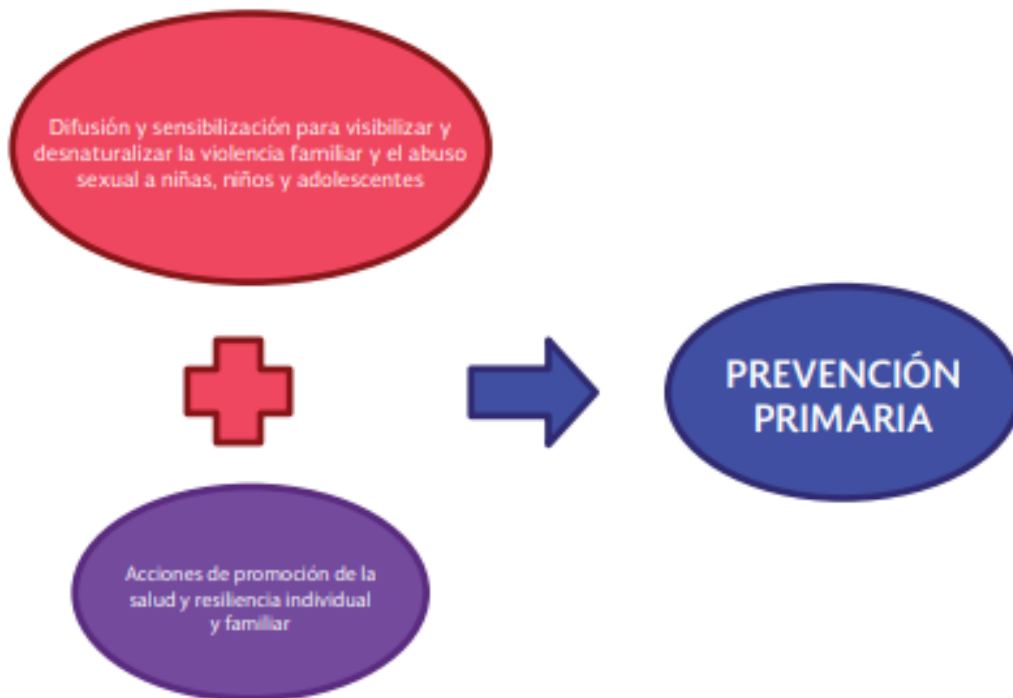 Difusión y sensibilización para visibilizar y
desnaturalizar la violencia familiar y el abuso
sexual a niñas, niños y adolescentes
PREVENCIÓN
PRIMARIA
Acciones de promoción de la
salud y resiliencia individual
y familiar